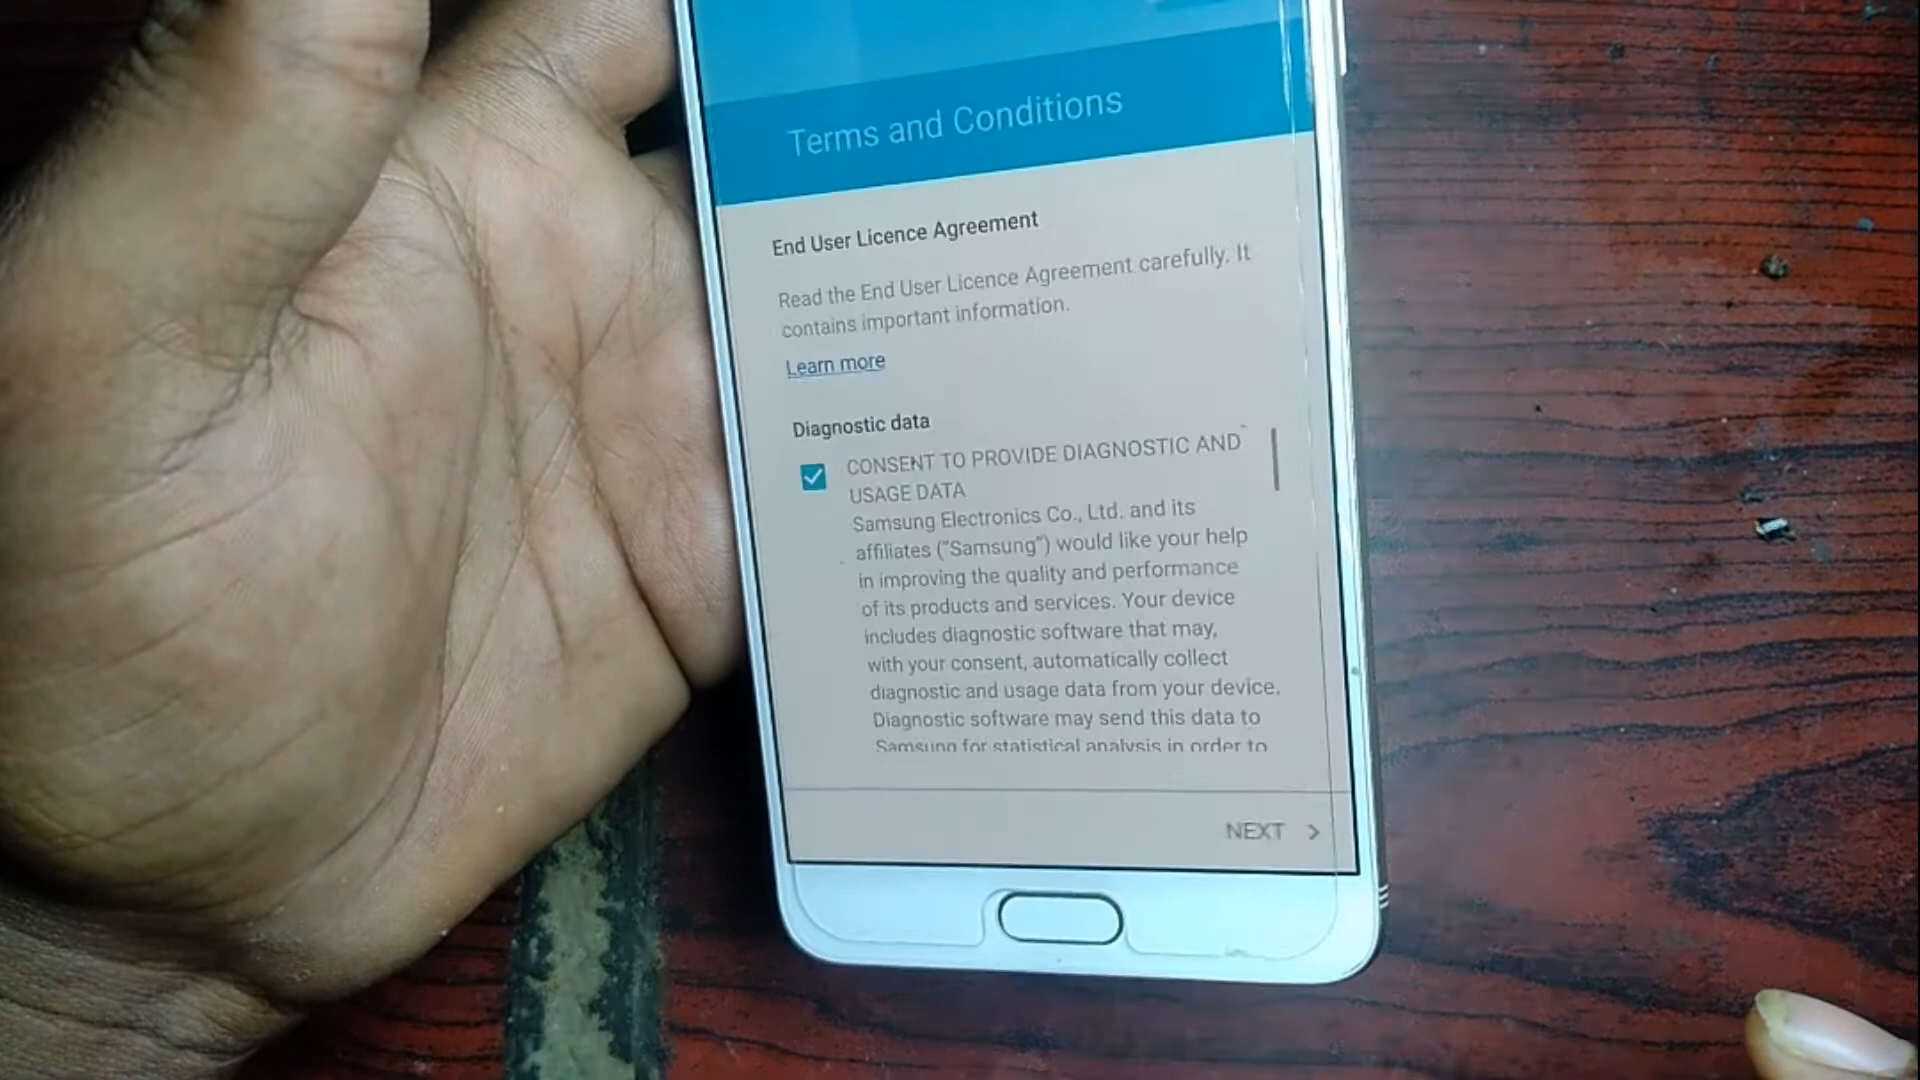 Terms and Conditions
End User Licence Agreement
Read the End User Licence Agreement carefully. It
contains important information.
Learn more
Diagnostic data
CONSENT TO PROVIDE DIAGNOSTIC AND
USAGE DATA
Samsung Electronics Co., Ltd. and its
affiliates ("Samsung") would like your help
in improving the quality and performance
of its products and services. Your device
includes diagnostic software that may,
with your consent, automatically collect
diagnostic and usage data from your device.
Diagnostic software may send this data to
Samsung for statistical analysis in order to
NEXT